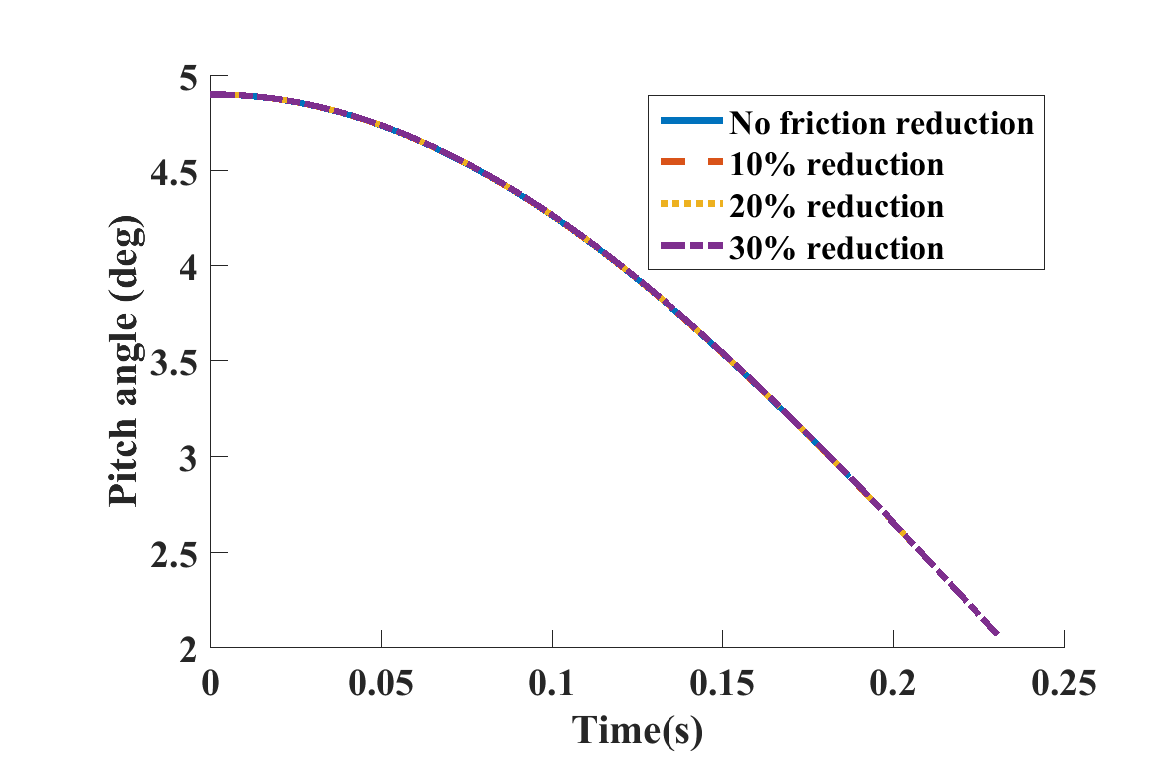 5
4.5
4
3.5
3
2.5
2
Pitch angle (deg)
No friction reduction
10% reduction
20% reduction
30% reduction
0 0.05 0.1 0.15 0.2 0.25
Time(s)